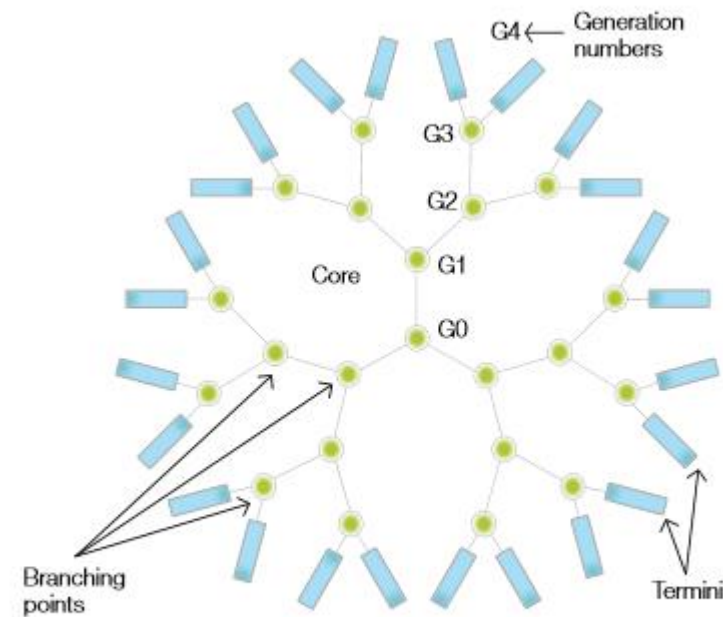 G4
Generation
numbers
G3
G2
G1
Core
G0
Branching
points
Termini